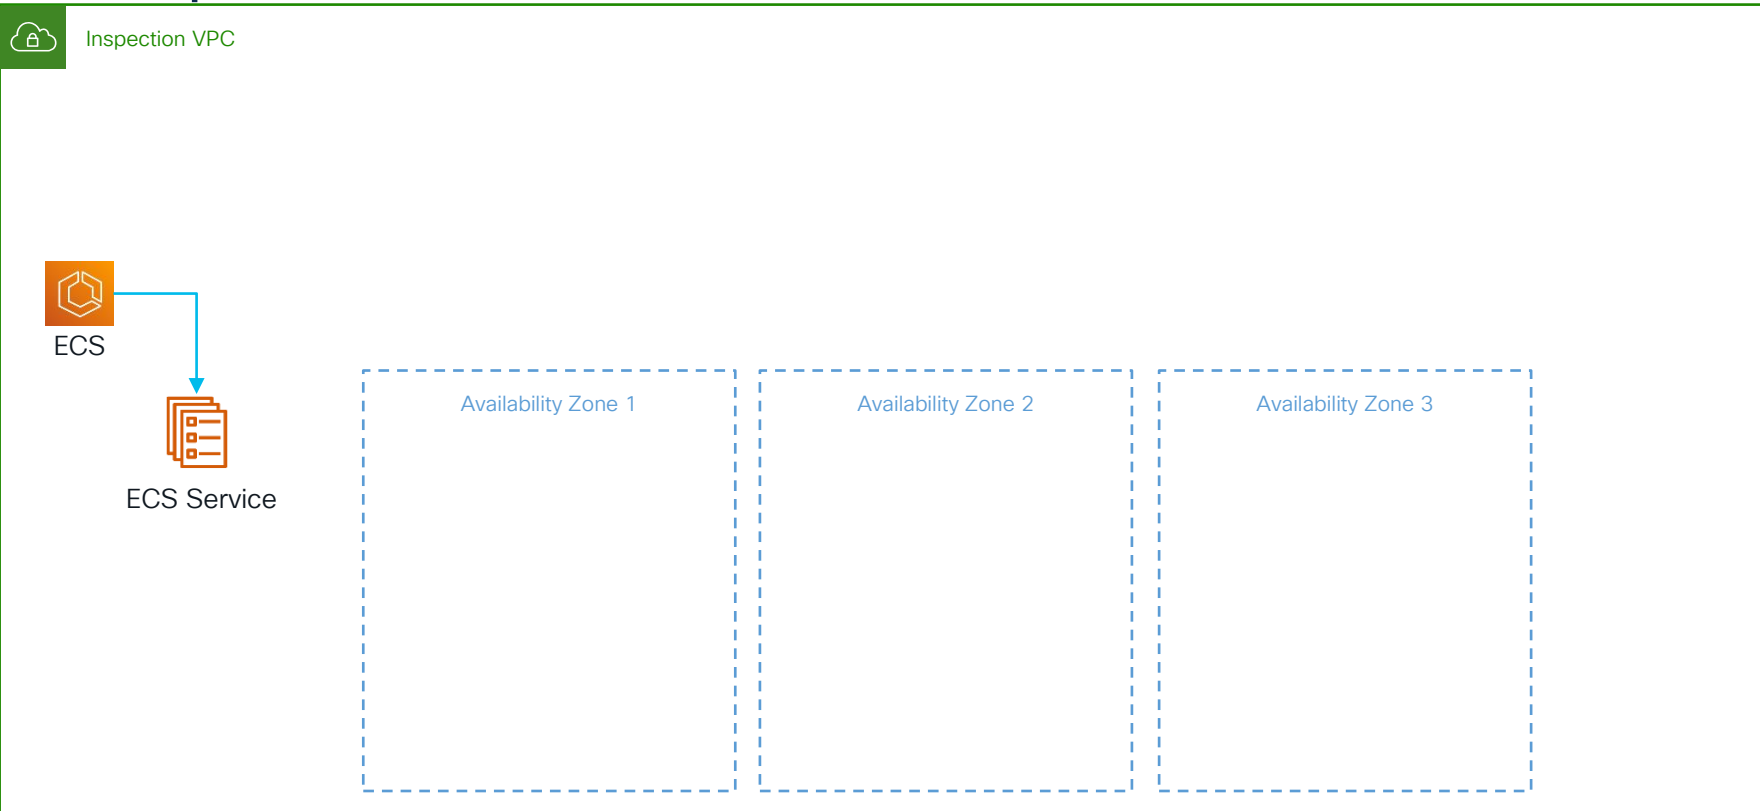 Inspection VPC
ECS
ECS Service
Availability Zone 1
Availability Zone 2
Availability Zone 3